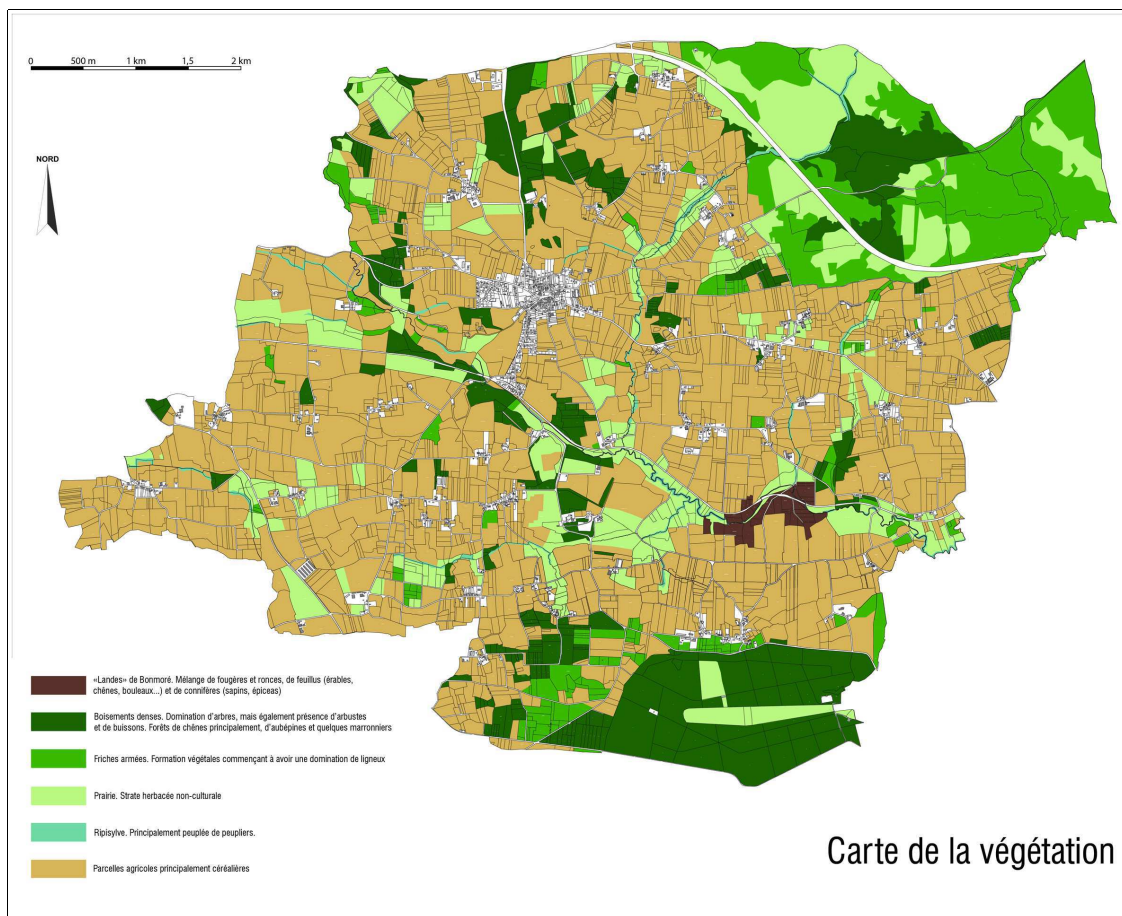 0 500 m 1 km 1,5 2 km
NORD
«Landes» de Bonmoré. Mélange de fougères et ronces, de feuillus (érables,
chênes, bouleaux...) et de connifères (sapins, épiceas)
Boisements denses. Domination d'arbres, mais également présence d'arbustes
et de buissons. Forêts de chênes principalement, d'aubépines et quelques marronniers
Friches armées. Formation végétales commençant à avoir une domination de ligneux
Prairie. Strate herbacée non-culturale
Ripisylve. Principalement peuplée de peupliers.
Parcelles agricoles principalement céréalières
Carte de la végétation